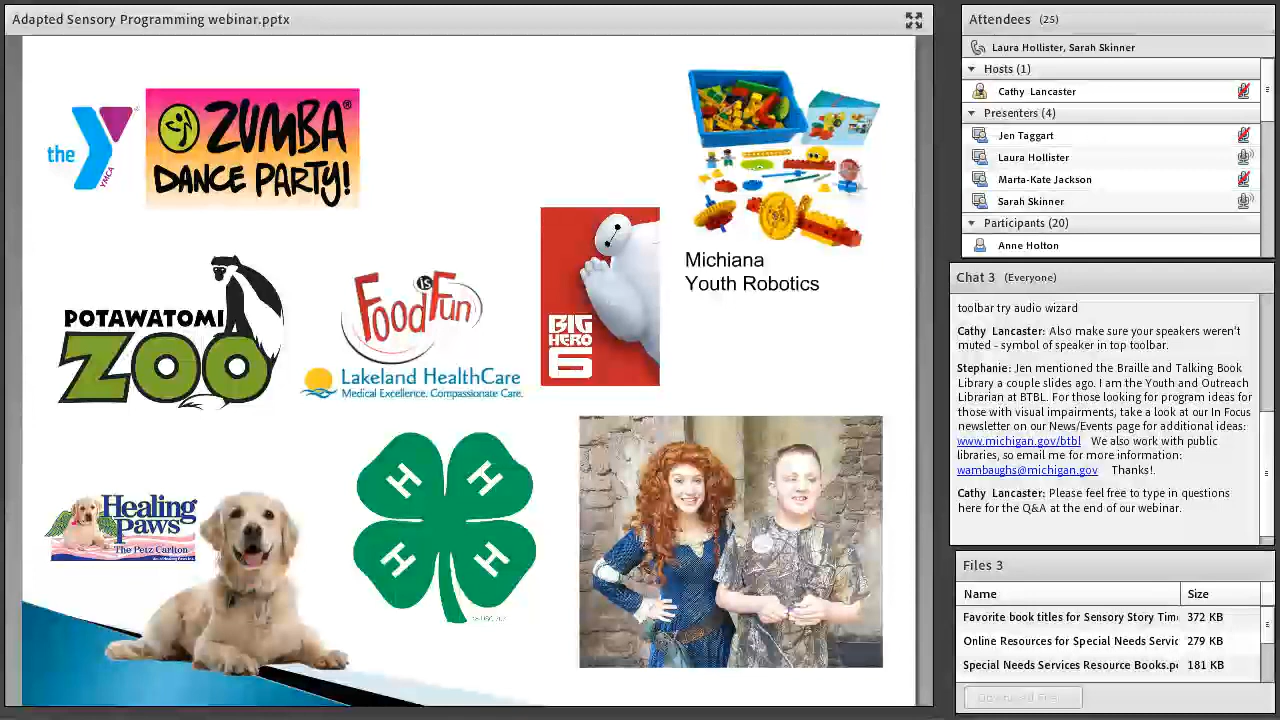 Adapted Sensory Programming webinar.pptx
the
YMCA
ZUMBA®
DANCE PARTY!
Michiana
Youth Robotics
BIG
HERO
6
POTAWATOMI
ZOO
Food is Fun
Lakeland HealthCare
Medical Excellence. Compassionate Care.
Healing
Paws
The Petz Carlton
H H
H H
Attendees (25)
Laura Hollister, Sarah Skinner
Hosts (1)
Cathy Lancaster
Presenters (4)
Jen Taggart
Laura Hollister
Marta-Kate Jackson
Sarah Skinner
Participants (20)
Anne Holton
Chat 3 (Everyone)
toolbar try audio wizard
Cathy Lancaster: Also make sure your speakers weren't
muted - symbol of speaker in top toolbar.
Stephanie: Jen mentioned the Braille and Talking Book
Library a couple slides ago. I am the Youth and Outreach
Librarian at BTBL. For those looking for program ideas for
those with visual impairments, take a look at our In Focus
newsletter on our News/Events page for additional ideas:
www.michigan.gov/btbl We also work with public
libraries, so email me for more information:
wambaughs@michigan.gov Thanks!.
Cathy Lancaster: Please feel free to type in questions
here for the Q&A at the end of our webinar.
Files 3
Name Size
Favorite book titles for Sensory Story Tim 372 KB
Online Resources for Special Needs Servic 279 KB
Special Needs Services Resource Books.p 181 KB
Download File